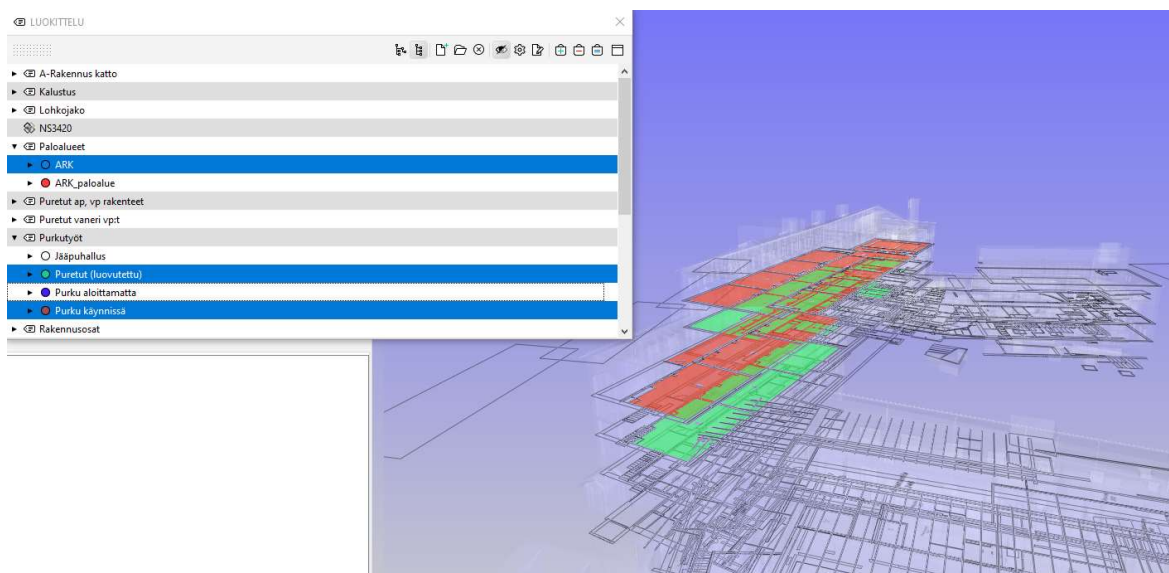 LUOKITTELU
A-Rakennus katto
Kalustus
Lohkojako
NS3420
Paloalueet
ARK
ARK_paloalue
Puretut ap, vp rakenteet
Puretut vaneri vp:t
Purkutyöt
Jääpuhallus
Puretut (luovutettu)
Purku aloittamatta
Purku käynnissä
Rakennusosat